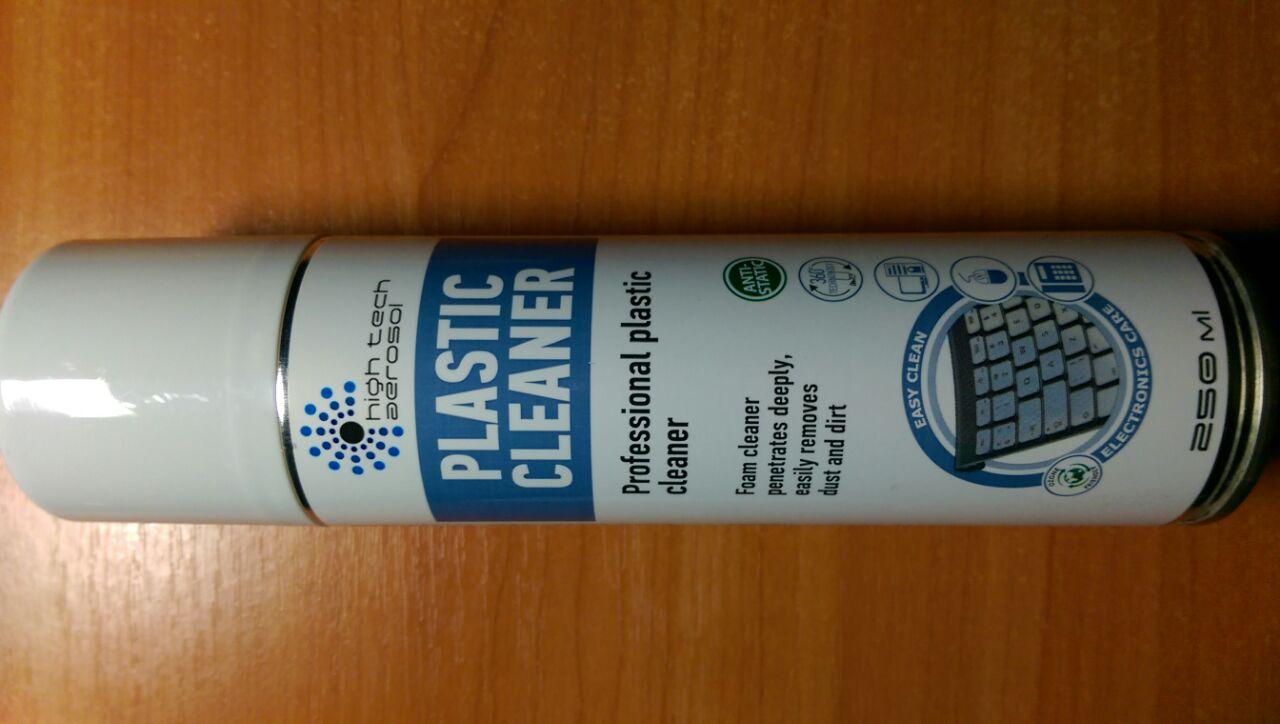 high tech
aerosol
PLASTIC
CLEANER
Professional plastic
cleaner
ANTI-
STATIC
360°
Foam cleaner
penetrates deeply,
easily removes
dust and dirt
EASY CLEAN
ELECTRONICS CARE
250 ml